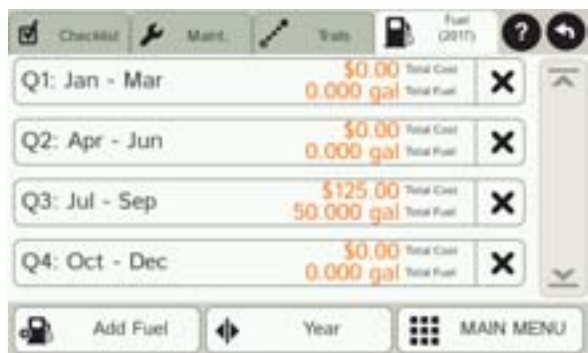 Checklist Maint. Trails Fuel (2017) ?
Q1: Jan - Mar $0.00 Total Cost
0.000 gal Total Fuel
Q2: Apr - Jun $0.00 Total Cost
0.000 gal Total Fuel
Q3: Jul - Sep $125.00 Total Cost
50.000 gal Total Fuel
Q4: Oct - Dec $0.00 Total Cost
0.000 gal Total Fuel
Add Fuel Year MAIN MENU